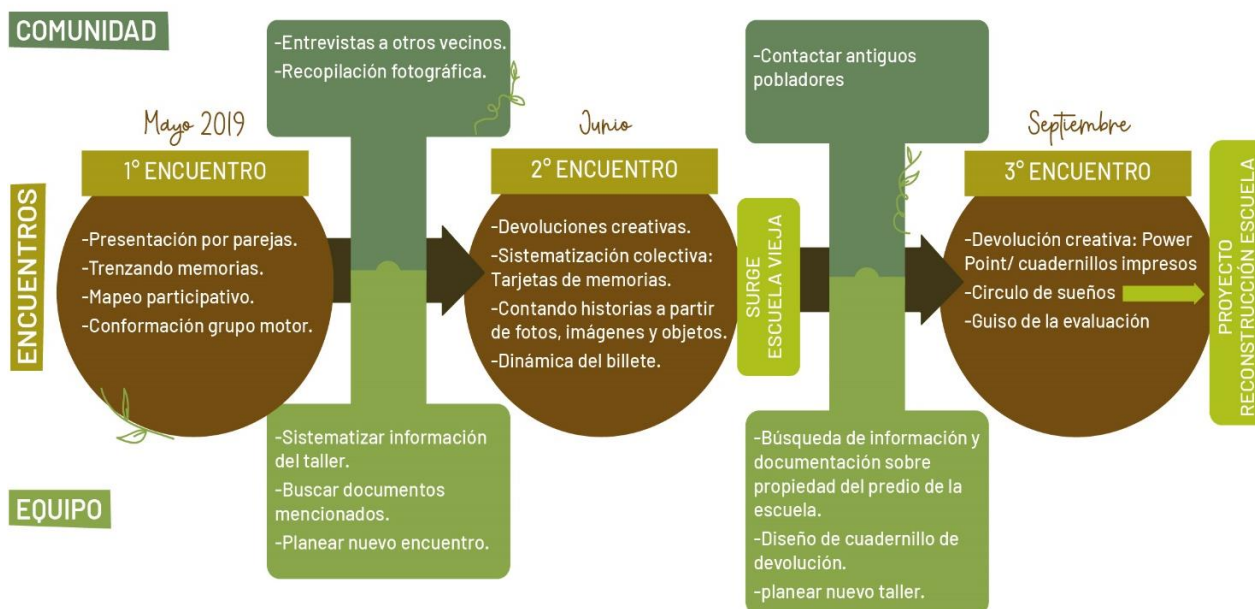 COMUNIDAD
-Entrevistas a otros vecinos.
-Recopilación fotográfica.
-Contactar antiguos
pobladores
Mayo 2019
Junio
Septiembre
ENCUENTROS
1° ENCUENTRO
-Presentación por parejas.
-Trenzando memorias.
-Mapeo participativo.
-Conformación grupo motor.
2° ENCUENTRO
-Devoluciones creativas.
-Sistematización colectiva:
Tarjetas de memorias.
-Contando historias a partir
de fotos, imágenes y objetos.
-Dinámica del billete.
SURGE
ESCUELA VIEJA
3° ENCUENTRO
-Devolución creativa: Power
Point/ cuadernillos impresos
-Circulo de sueños
-Guiso de la evaluación
PROYECTO
RECONSTRUCCIÓN ESCUELA
EQUIPO
-Sistematizar información
del taller.
-Buscar documentos
mencionados.
-Planear nuevo encuentro.
-Búsqueda de información y
documentación sobre
propiedad del predio de la
escuela.
-Diseño de cuadernillo de
devolución.
-planear nuevo taller.